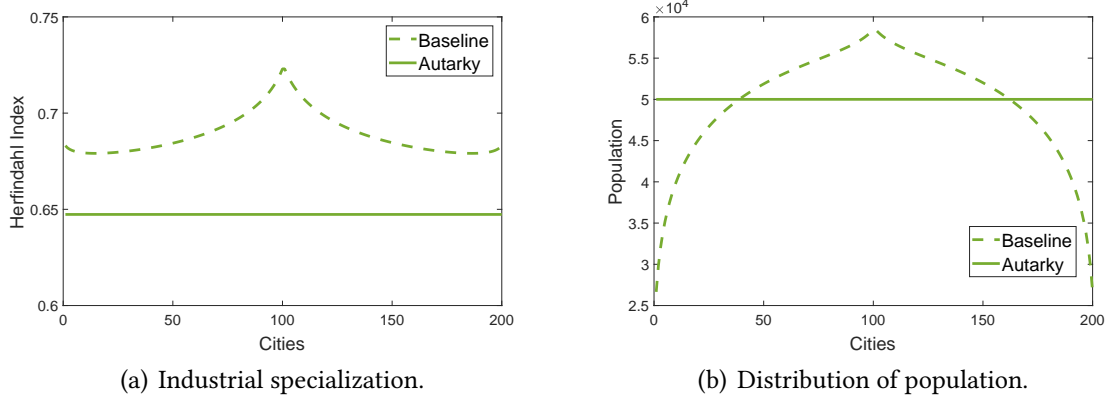 0.75
0.7
0.65
0.6
Herfindahl Index
Baseline
Autarky
0
50
100
150
200
Cities
(a) Industrial specialization.
×10⁴
6
5.5
5
4.5
4
3.5
3
2.5
Population
Baseline
Autarky
0
50
100
150
200
Cities
(b) Distribution of population.